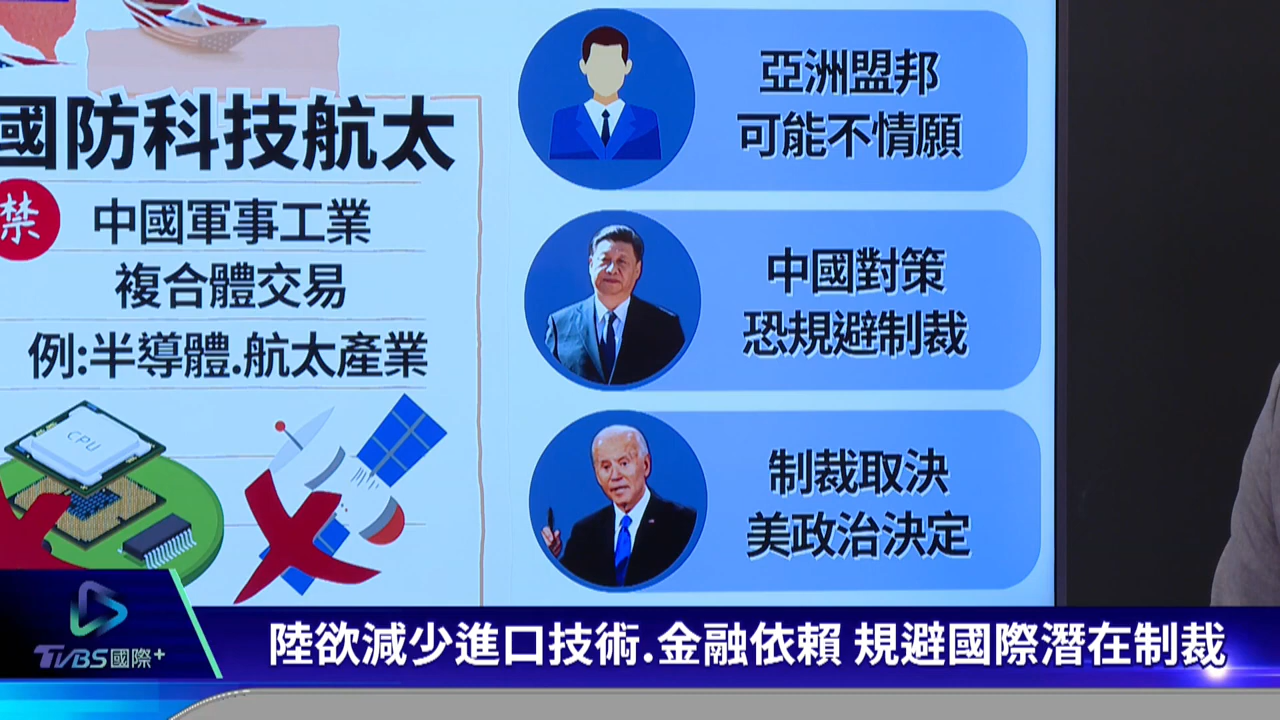 國防科技航太
禁
中國軍事工業
複合體交易
例:半導體.航太產業
CPU
亞洲盟邦
可能不情願
中國對策
恐規避制裁
制裁取決
美政治決定
TVBS國際+
陸欲減少進口技術.金融依賴 規避國際潛在制裁